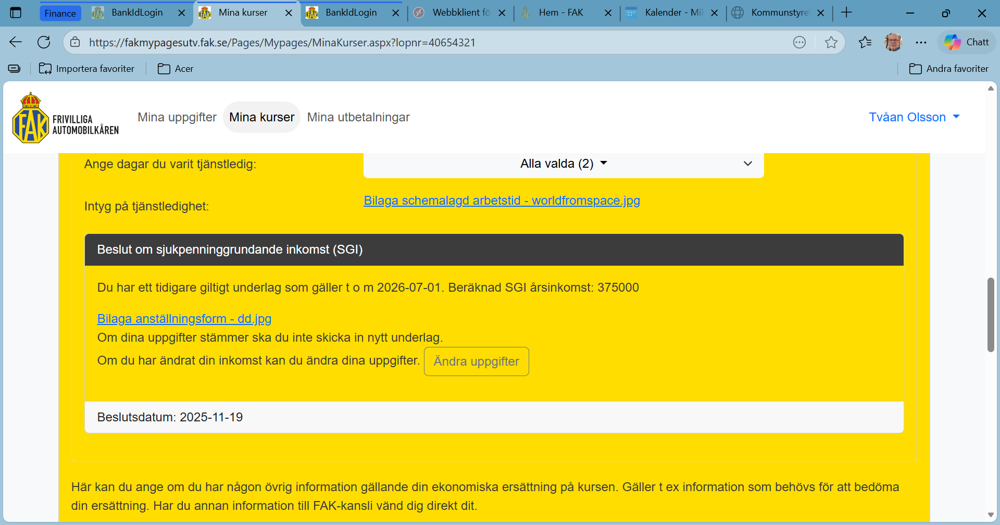 Finance
BankIdLogin
Mina kurser
BankIdLogin
Webbklient fö
Hem - FAK
Kalender - Mi
Kommunstyre
https://fakmypagesutv.fak.se/Pages/Mypages/MinaKurser.aspx?lopnr=40654321
Chatt
Importera favoriter
Acer
Andra favoriter
FAK
FRIVILLIGA
AUTOMOBILKÅREN
Mina uppgifter
Mina kurser
Mina utbetalningar
Tvåan Olsson
Ange dagar du varit tjänstledig:
Alla valda (2)
Intyg på tjänstledighet:
Bilaga schemalagd arbetstid - worldfromspace.jpg
Beslut om sjukpenninggrundande inkomst (SGI)
Du har ett tidigare giltigt underlag som gäller t o m 2026-07-01. Beräknad SGI årsinkomst: 375000
Bilaga anställningsform - dd.jpg
Om dina uppgifter stämmer ska du inte skicka in nytt underlag.
Om du har ändrat din inkomst kan du ändra dina uppgifter. Ändra uppgifter
Beslutsdatum: 2025-11-19
Här kan du ange om du har någon övrig information gällande din ekonomiska ersättning på kursen. Gäller t ex information som behövs för att bedöma
din ersättning. Har du annan information till FAK-kansli vänd dig direkt dit.